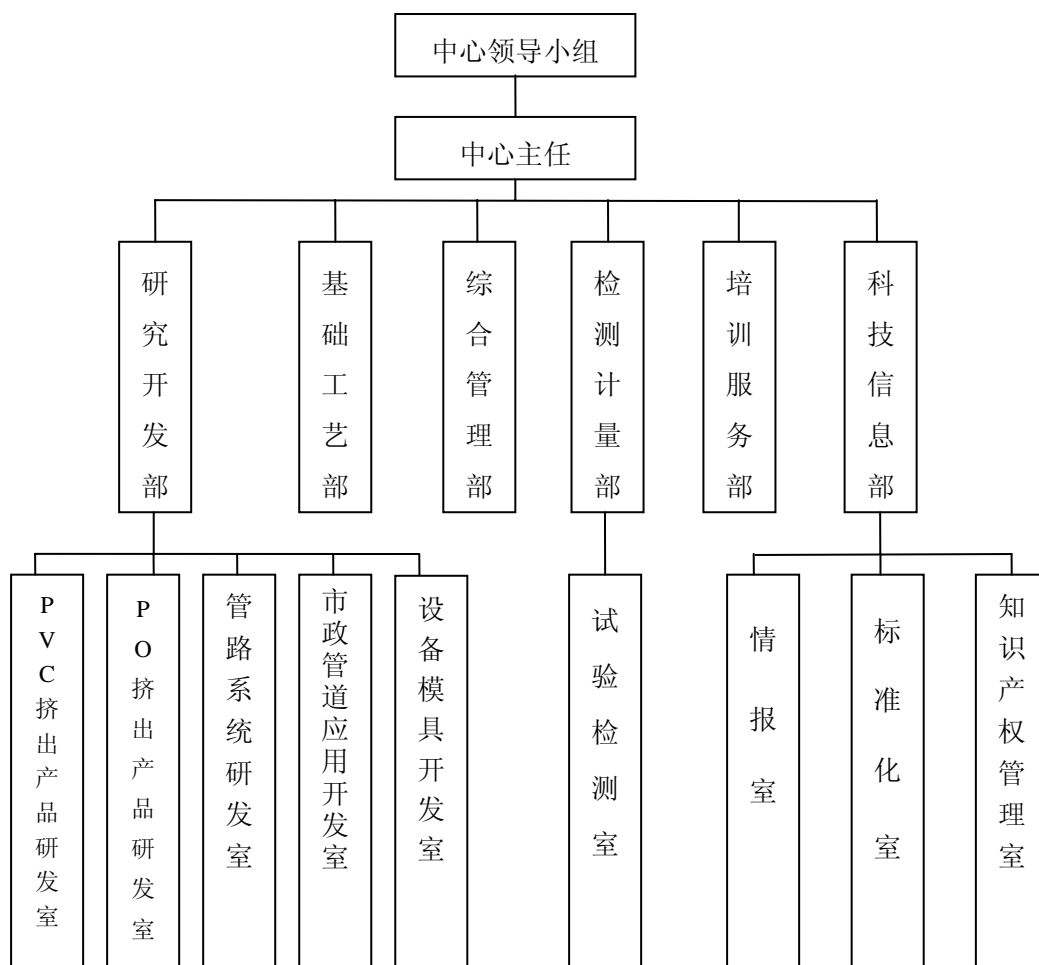 中心领导小组
中心主任
研究开发部
基础工艺部
综合管理部
检测计量部
培训服务部
科技信息部
PVC挤出产品研发室
PO挤出产品研发室
管路系统研发室
市政管道应用开发室
设备模具开发室
试验检测室
情报室
标准化室
知识产权管理室